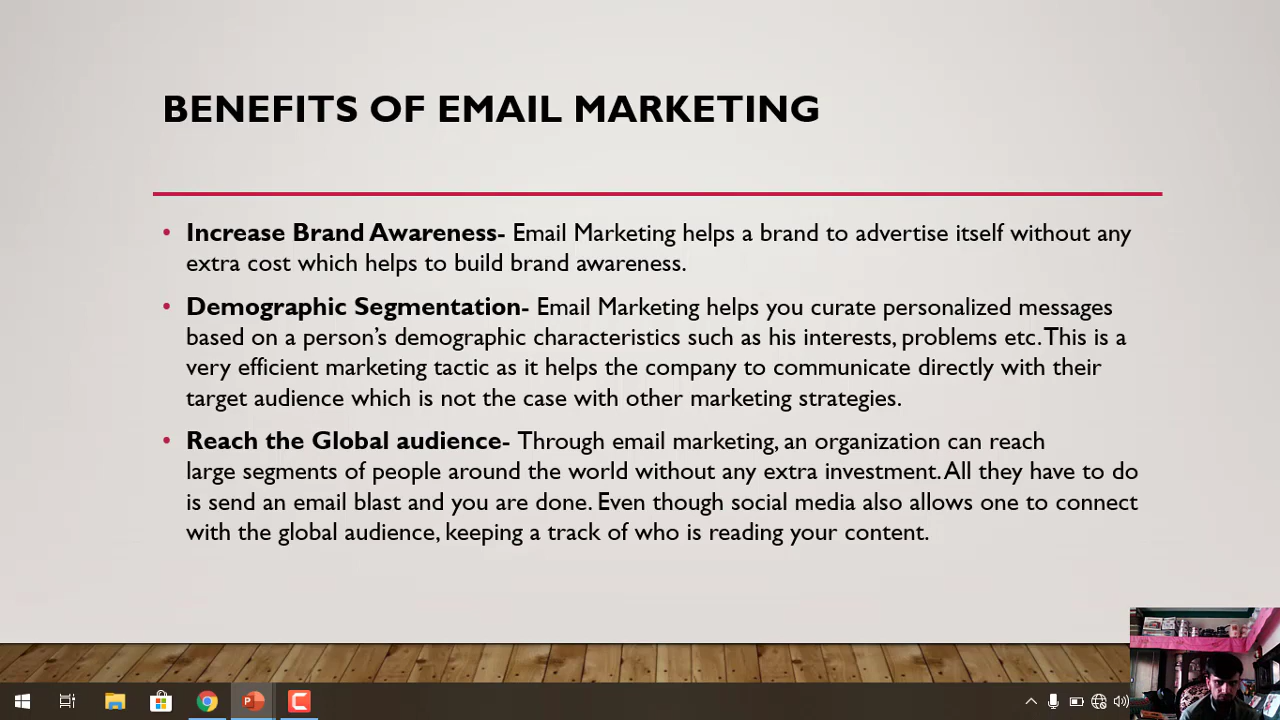 BENEFITS OF EMAIL MARKETING
• Increase Brand Awareness- Email Marketing helps a brand to advertise itself without any
extra cost which helps to build brand awareness.
• Demographic Segmentation- Email Marketing helps you curate personalized messages
based on a person’s demographic characteristics such as his interests, problems etc. This is a
very efficient marketing tactic as it helps the company to communicate directly with their
target audience which is not the case with other marketing strategies.
• Reach the Global audience- Through email marketing, an organization can reach
large segments of people around the world without any extra investment. All they have to do
is send an email blast and you are done. Even though social media also allows one to connect
with the global audience, keeping a track of who is reading your content.